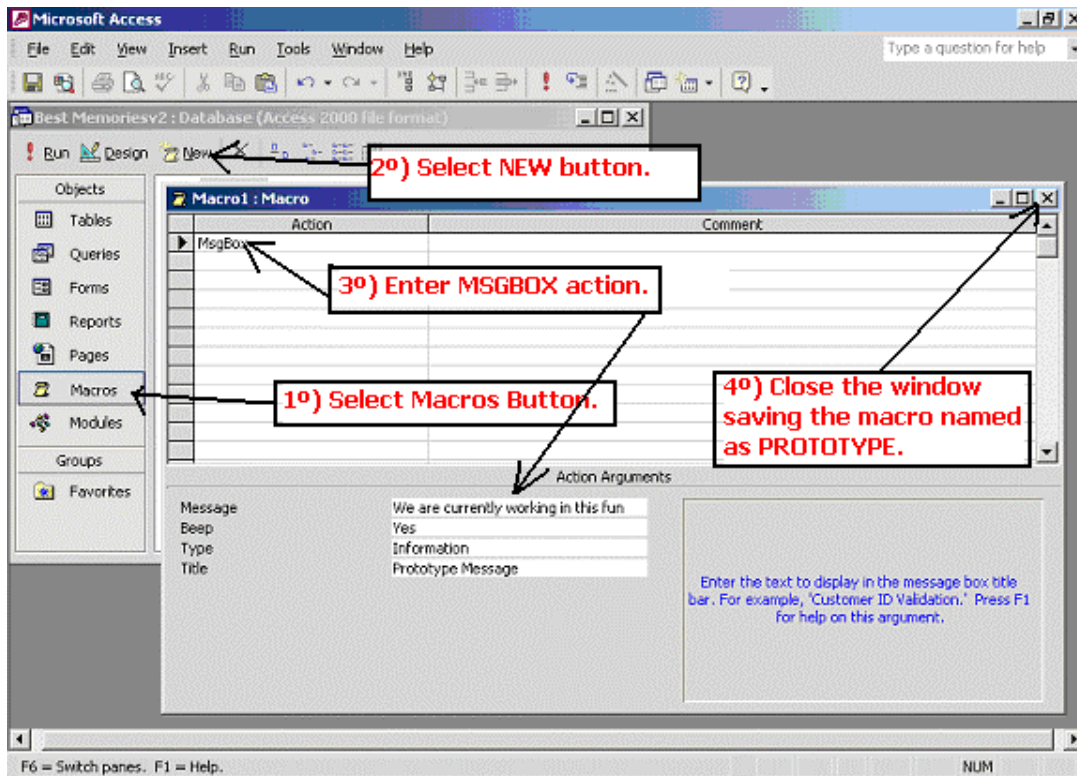 Microsoft Access
File Edit View Insert Run Tools Window Help
Type a question for help
Best Memoriesv2 : Database (Access 2000 file format)
Run Design New
2º) Select NEW button.
Objects
Tables
Queries
Forms
Reports
Pages
Macros
Modules
Groups
Favorites
Macro1 : Macro
Action Comment
MsgBox
3º) Enter MSGBOX action.
1º) Select Macros Button.
4º) Close the window
saving the macro named
as PROTOTYPE.
Action Arguments
Message We are currently working in this fun
Beep Yes
Type Information
Title Prototype Message
Enter the text to display in the message box title
bar. For example, 'Customer ID Validation.' Press F1
for help on this argument.
F6 = Switch panes. F1 = Help. NUM